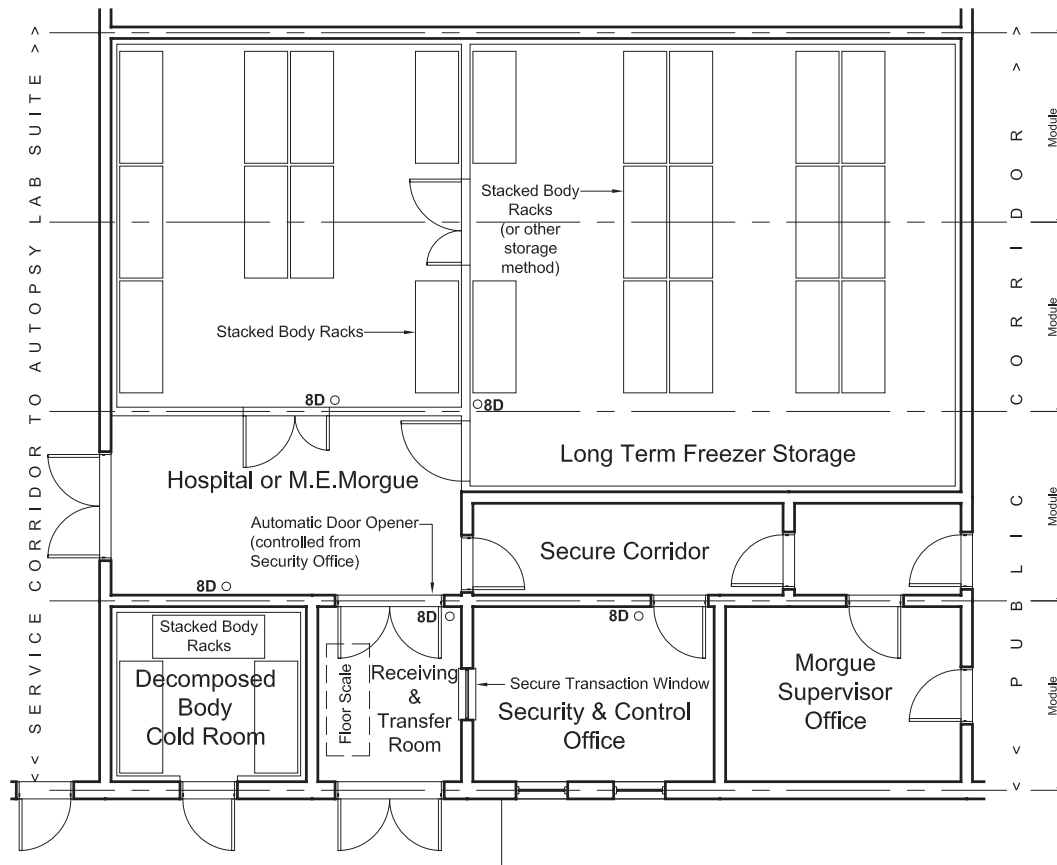 << SERVICE CORRIDOR TO AUTOPSY LAB SUITE >>
Stacked Body
Racks
(or other
storage
method)
Stacked Body Racks
8D
8D
Long Term Freezer Storage
Hospital or M.E.Morgue
Automatic Door Opener
(controlled from
Security Office)
Secure Corridor
8D
8D
8D
Stacked Body
Racks
Decomposed
Body
Cold Room
Floor Scale
Receiving
&
Transfer
Room
Secure Transaction Window
Security & Control
Office
Morgue
Supervisor
Office
< PUBLIC CORRIDOR > >
<
Module
Module
Module
Module